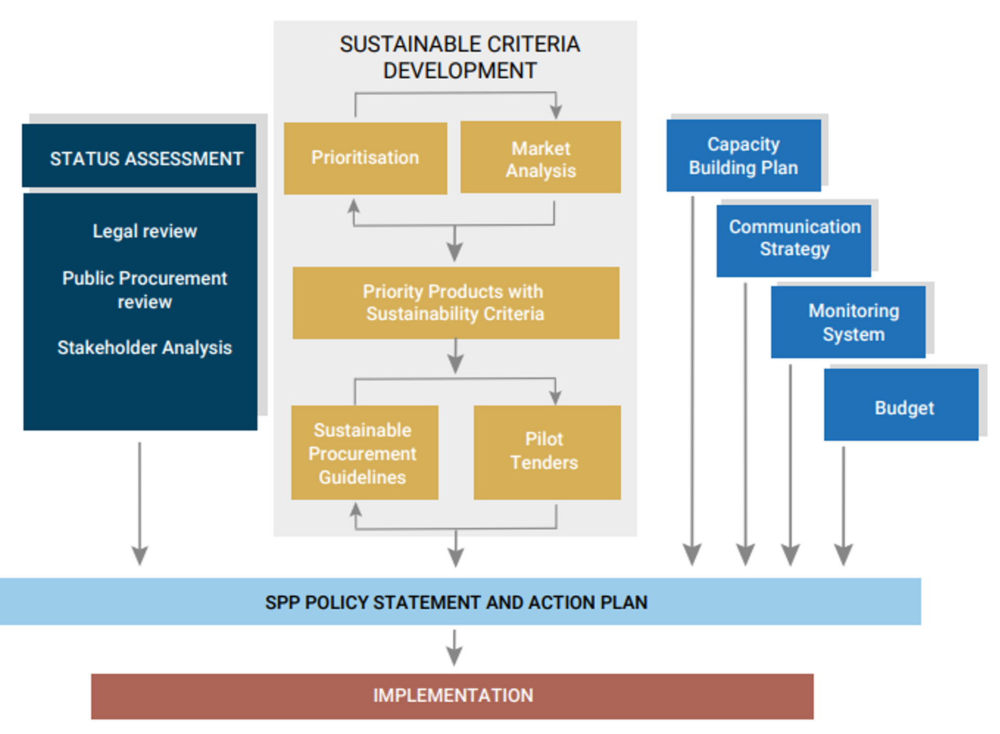 SUSTAINABLE CRITERIA
DEVELOPMENT
STATUS ASSESSMENT
Legal review
Public Procurement
review
Stakeholder Analysis
Prioritisation
Market
Analysis
Priority Products with
Sustainability Criteria
Sustainable
Procurement
Guidelines
Pilot
Tenders
Capacity
Building Plan
Communication
Strategy
Monitoring
System
Budget
SPP POLICY STATEMENT AND ACTION PLAN
IMPLEMENTATION